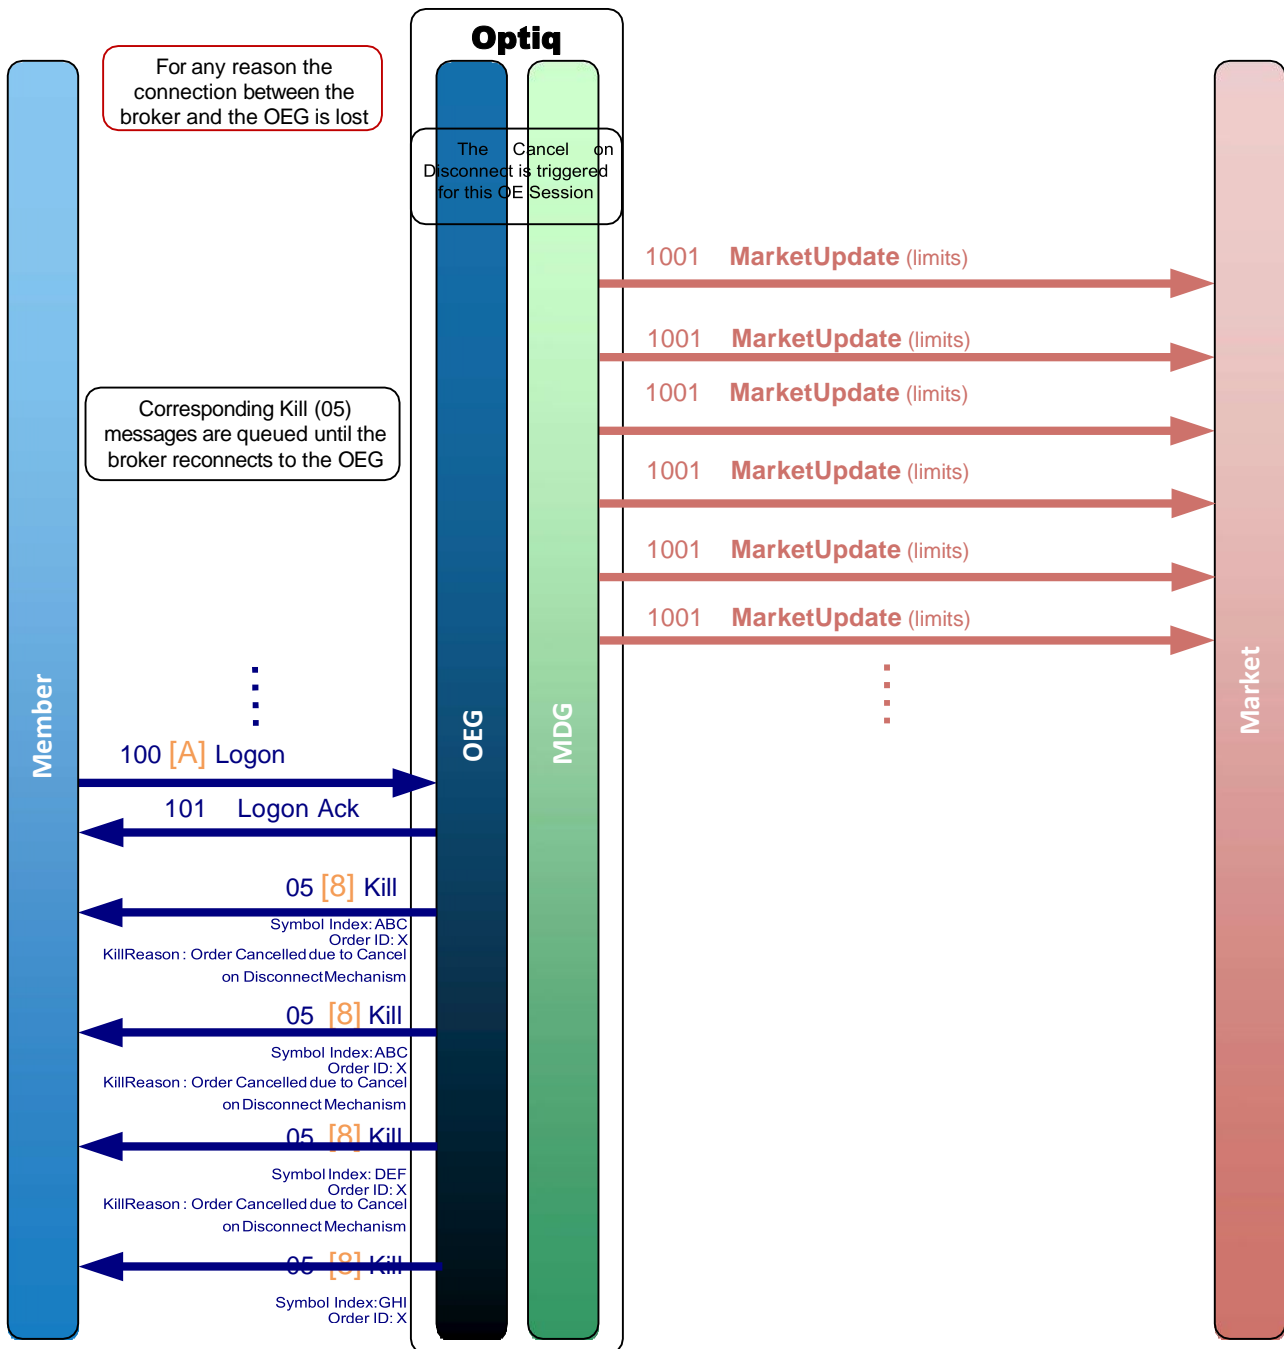 Optiq
For any reason the
connection between the
broker and the OEG is lost
The Cancel on
Disconnect is triggered
for this OE Session
1001 MarketUpdate (limits)
1001 MarketUpdate (limits)
1001 MarketUpdate (limits)
1001 MarketUpdate (limits)
1001 MarketUpdate (limits)
1001 MarketUpdate (limits)
Corresponding Kill (05)
messages are queued until the
broker reconnects to the OEG
Member
OEG
MDG
Market
100 [A] Logon
101 Logon Ack
05 [8] Kill
Symbol Index: ABC
Order ID: X
KillReason : Order Cancelled due to Cancel
on Disconnect Mechanism
05 [8] Kill
Symbol Index: ABC
Order ID: X
KillReason : Order Cancelled due to Cancel
on Disconnect Mechanism
05 [8] Kill
Symbol Index: DEF
Order ID: X
KillReason : Order Cancelled due to Cancel
on Disconnect Mechanism
05 [8] Kill
Symbol Index: GHI
Order ID: X